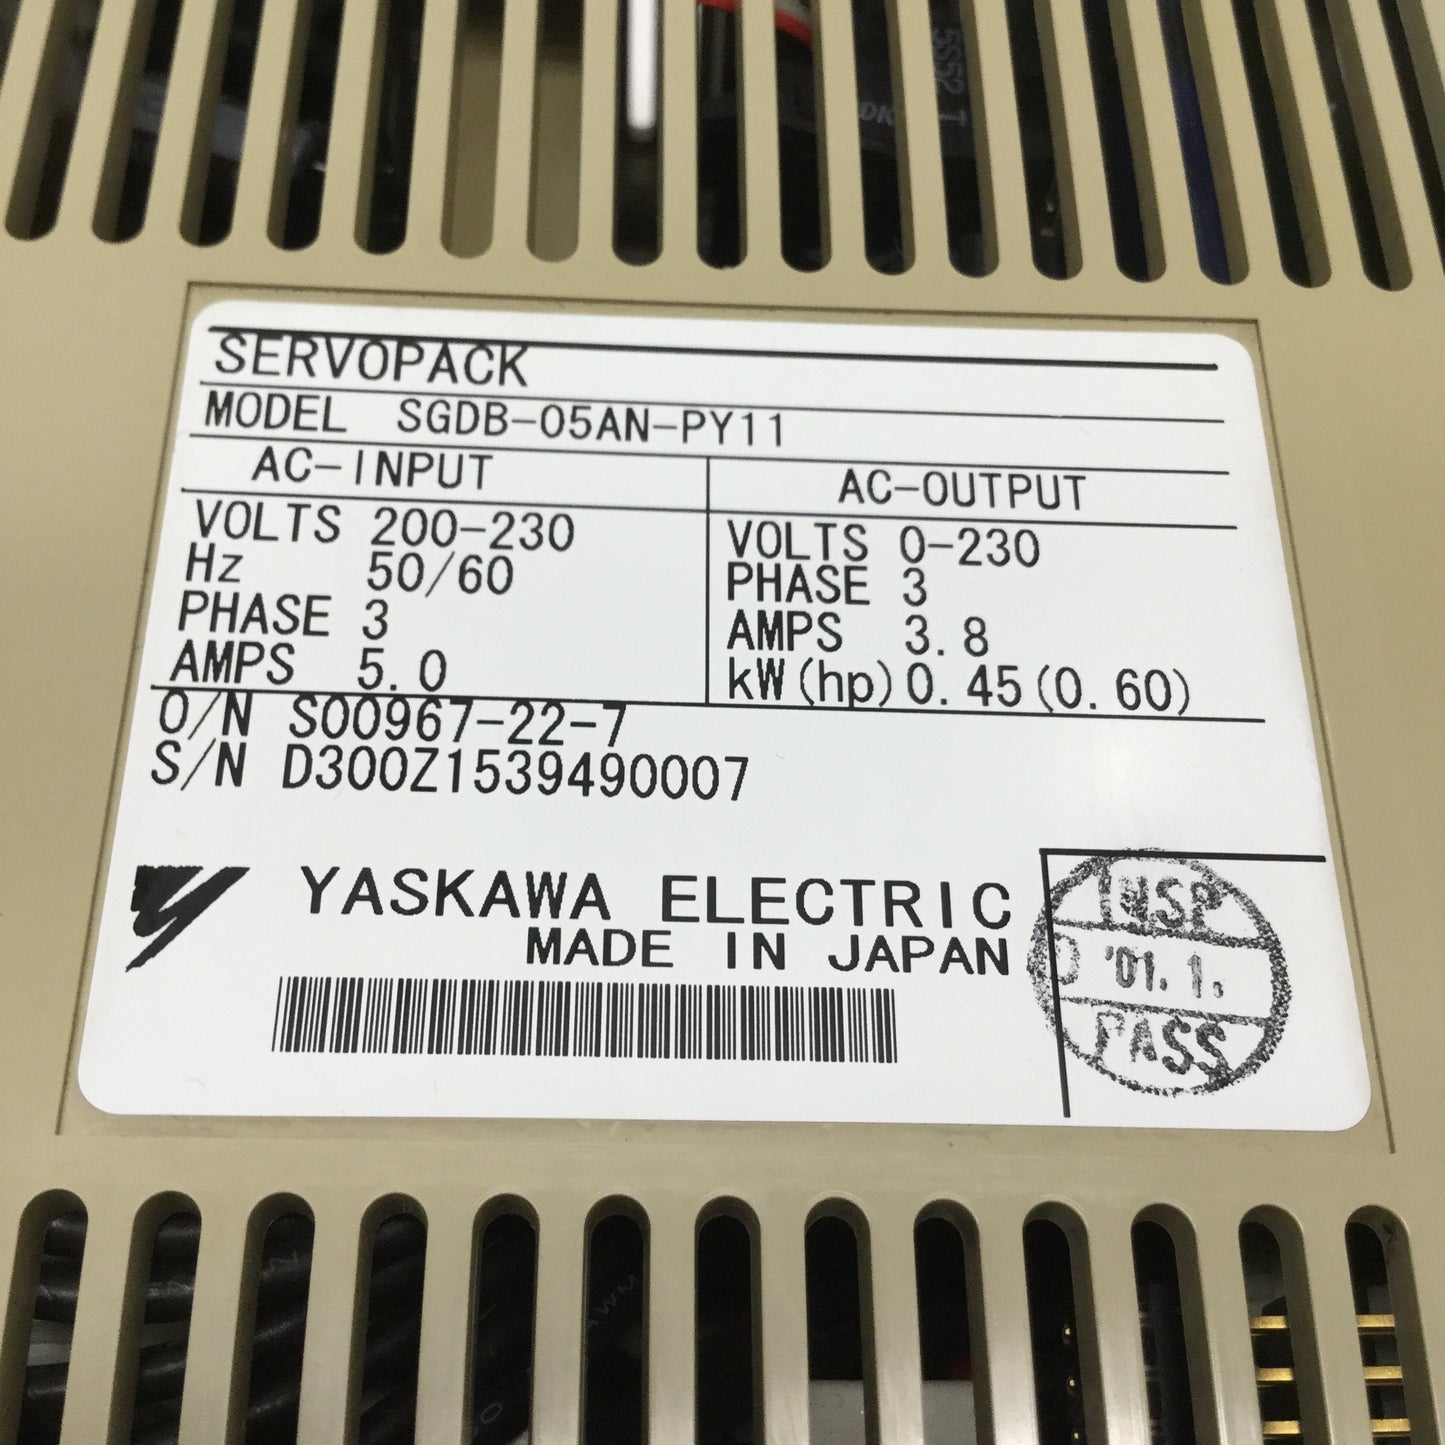 SERVOPACK
MODEL SGDB-05AN-PY11
AC-INPUT
VOLTS 200-230
Hz 50/60
PHASE 3
AMPS 5.0
AC-OUTPUT
VOLTS 0-230
PHASE 3
AMPS 3.8
kW(hp)0.45(0.60)
O/N S00967-22-7
S/N D300Z1539490007
YASKAWA ELECTRIC
MADE IN JAPAN
INSP
D '01.1.
PASS